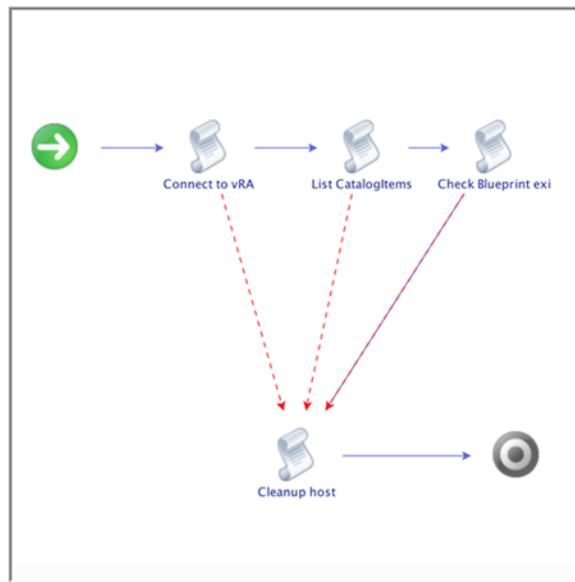 Connect to vRA
List CatalogItems
Check Blueprint exi
Cleanup host